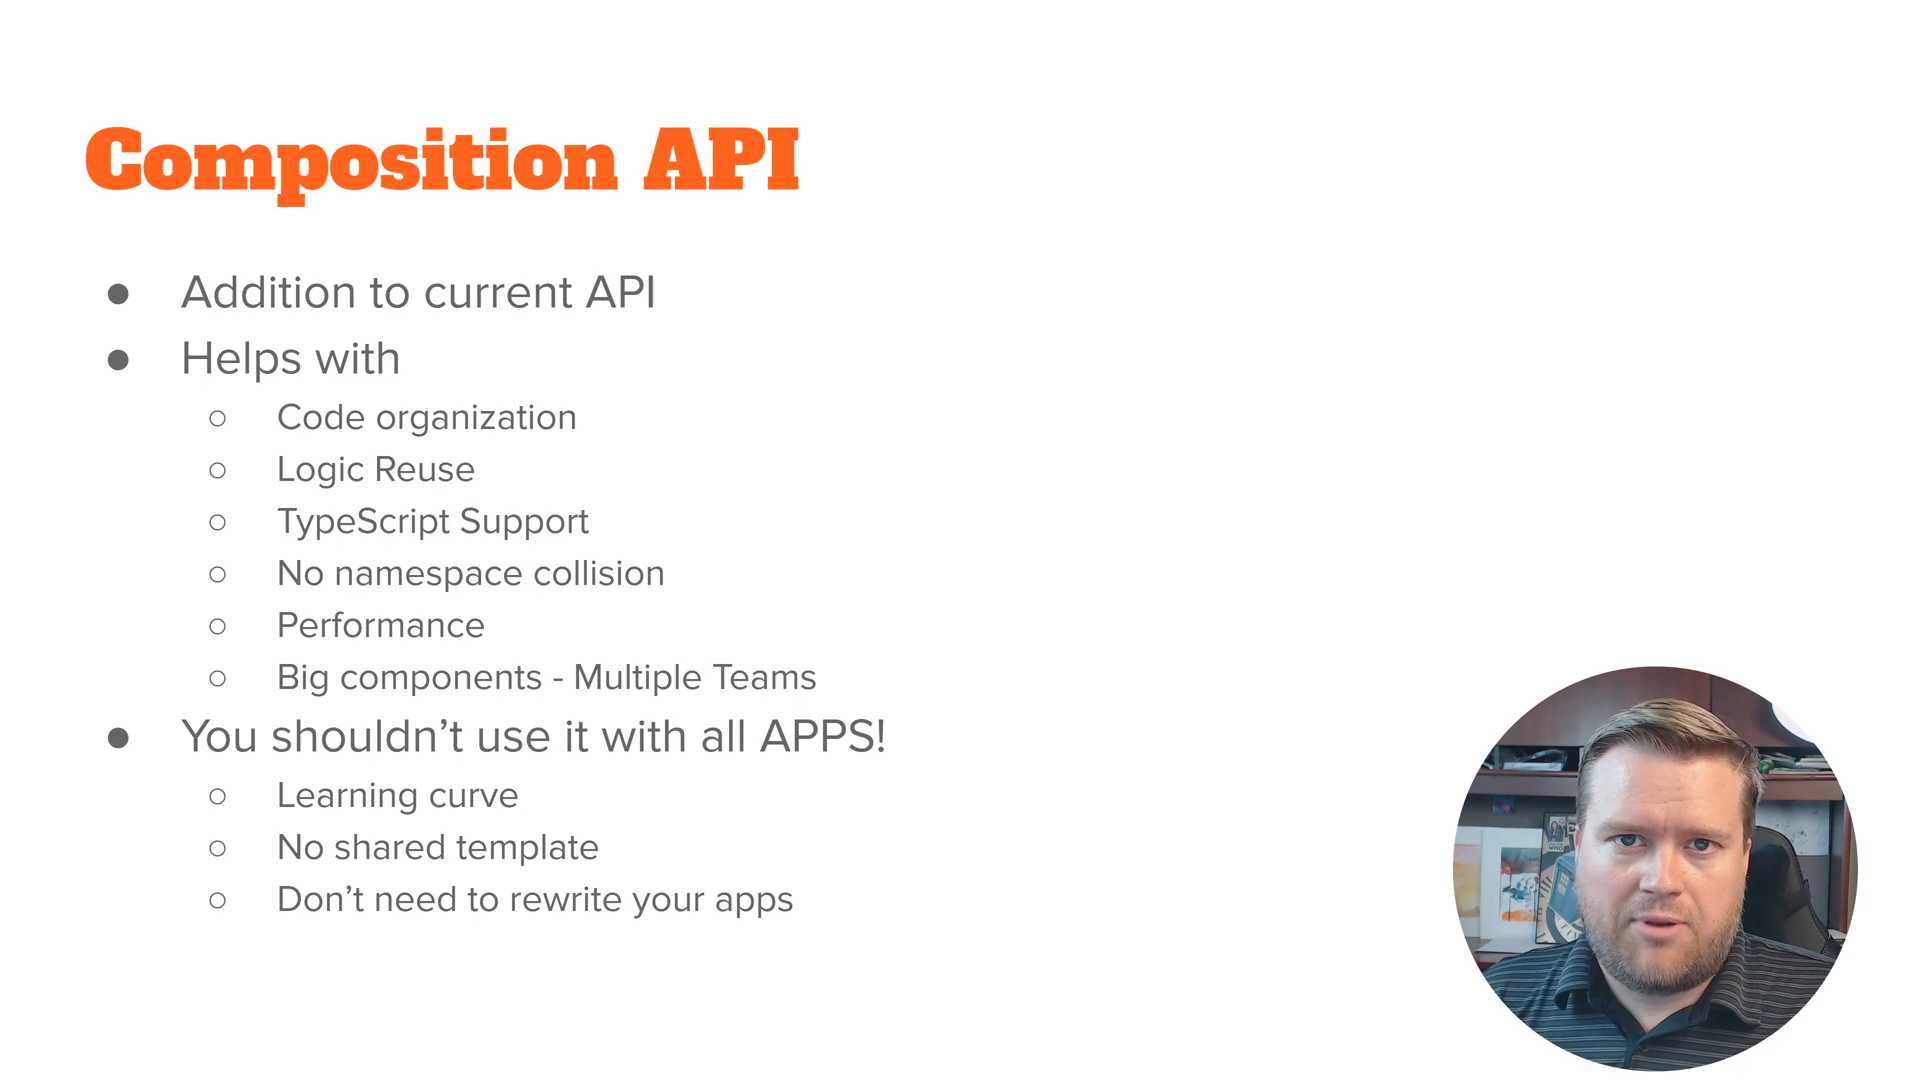 Composition API
● Addition to current API
● Helps with
○ Code organization
○ Logic Reuse
○ TypeScript Support
○ No namespace collision
○ Performance
○ Big components - Multiple Teams
● You shouldn’t use it with all APPS!
○ Learning curve
○ No shared template
○ Don’t need to rewrite your apps